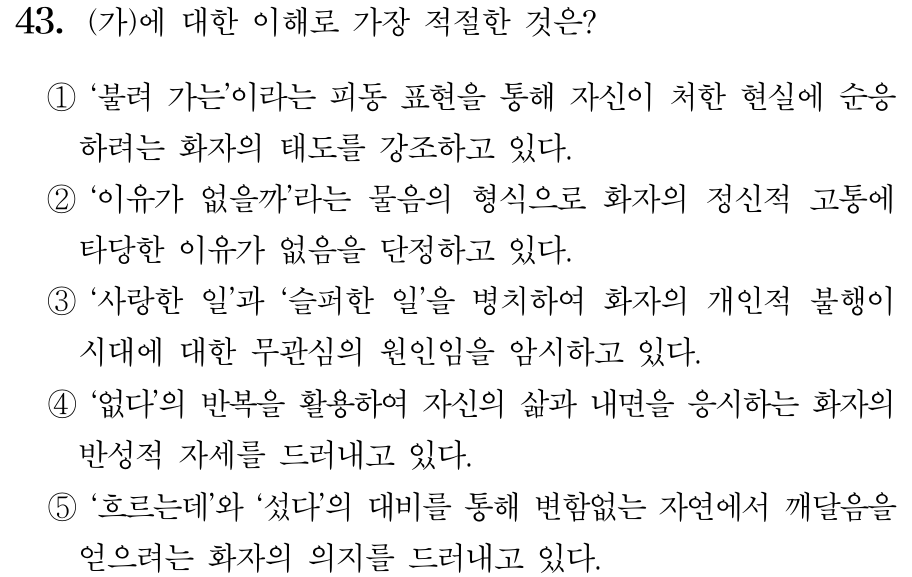 43. (가)에 대한 이해로 가장 적절한 것은?
① ‘불려 가는’이라는 피동 표현을 통해 자신이 처한 현실에 순응
하려는 화자의 태도를 강조하고 있다.
② ‘이유가 없을까’라는 물음의 형식으로 화자의 정신적 고통에
타당한 이유가 없음을 단정하고 있다.
③ ‘사랑한 일’과 ‘슬퍼한 일’을 병치하여 화자의 개인적 불행이
시대에 대한 무관심의 원인임을 암시하고 있다.
④ ‘없다’의 반복을 활용하여 자신의 삶과 내면을 응시하는 화자의
반성적 자세를 드러내고 있다.
⑤ ‘흐르는데’와 ‘섰다’의 대비를 통해 변함없는 자연에서 깨달음을
얻으려는 화자의 의지를 드러내고 있다.